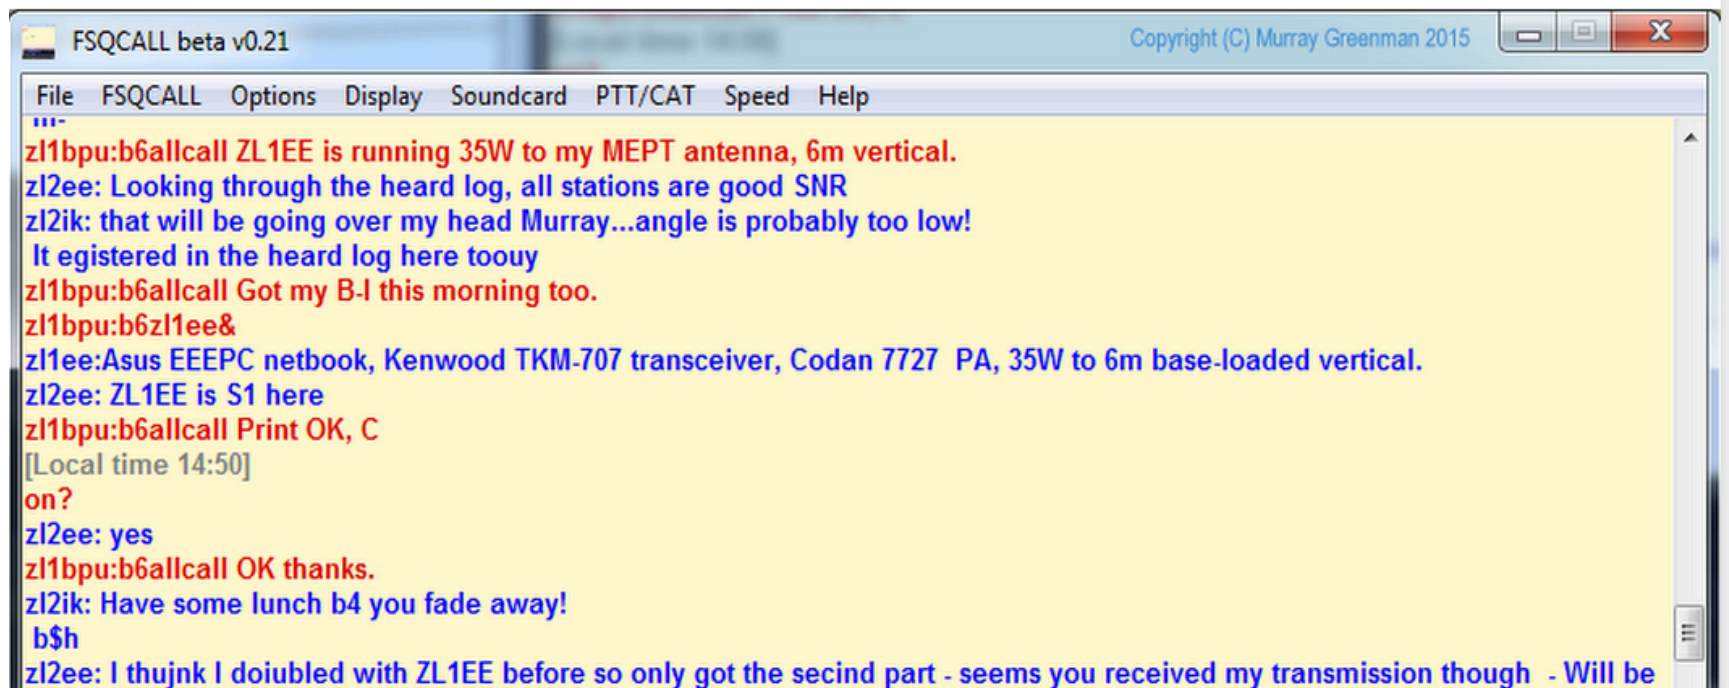 FSQCALL beta v0.21
Copyright (C) Murray Greenman 2015
File FSQCALL Options Display Soundcard PTT/CAT Speed Help
zl1bpu:b6allcall ZL1EE is running 35W to my MEPT antenna, 6m vertical.
zl2ee: Looking through the heard log, all stations are good SNR
zl2ik: that will be going over my head Murray...angle is probably too low!
It egistered in the heard log here toouy
zl1bpu:b6allcall Got my B-I this morning too.
zl1bpu:b6zl1ee&
zl1ee:Asus EEEPC netbook, Kenwood TKM-707 transceiver, Codan 7727  PA, 35W to 6m base-loaded vertical.
zl2ee: ZL1EE is S1 here
zl1bpu:b6allcall Print OK, C
[Local time 14:50]
on?
zl2ee: yes
zl1bpu:b6allcall OK thanks.
zl2ik: Have some lunch b4 you fade away!
b$h
zl2ee: I thujnk I doiubled with ZL1EE before so only got the secind part - seems you received my transmission though  - Will be